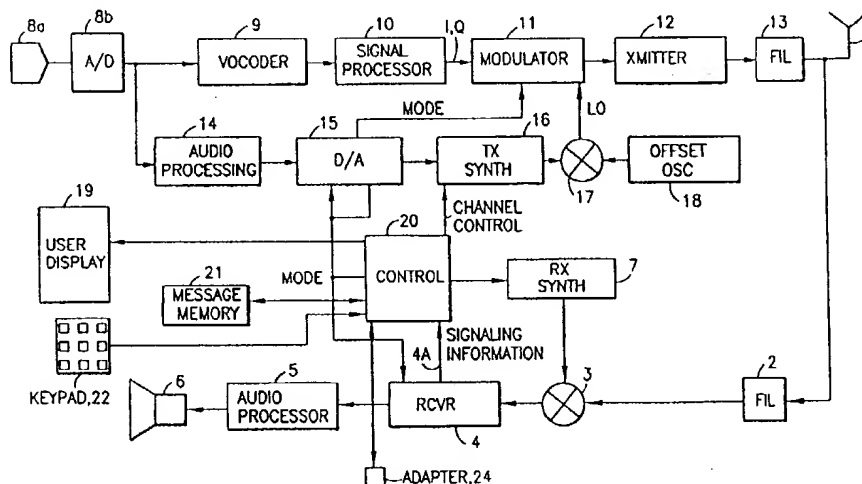 8a
8b
A/D
9
VOCODER
10
SIGNAL
PROCESSOR
I,Q
11
MODULATOR
12
XMITTER
13
FIL
MODE
LO
14
AUDIO
PROCESSING
15
D/A
16
TX
SYNTH
17
OFFSET
OSC
18
19
USER
DISPLAY
CHANNEL
CONTROL
20
CONTROL
MODE
21
MESSAGE
MEMORY
RX
SYNTH
7
KEYPAD,22
SIGNALING
INFORMATION
4A
6
5
AUDIO
PROCESSOR
RCVR
4
3
2
FIL
ADAPTER,24